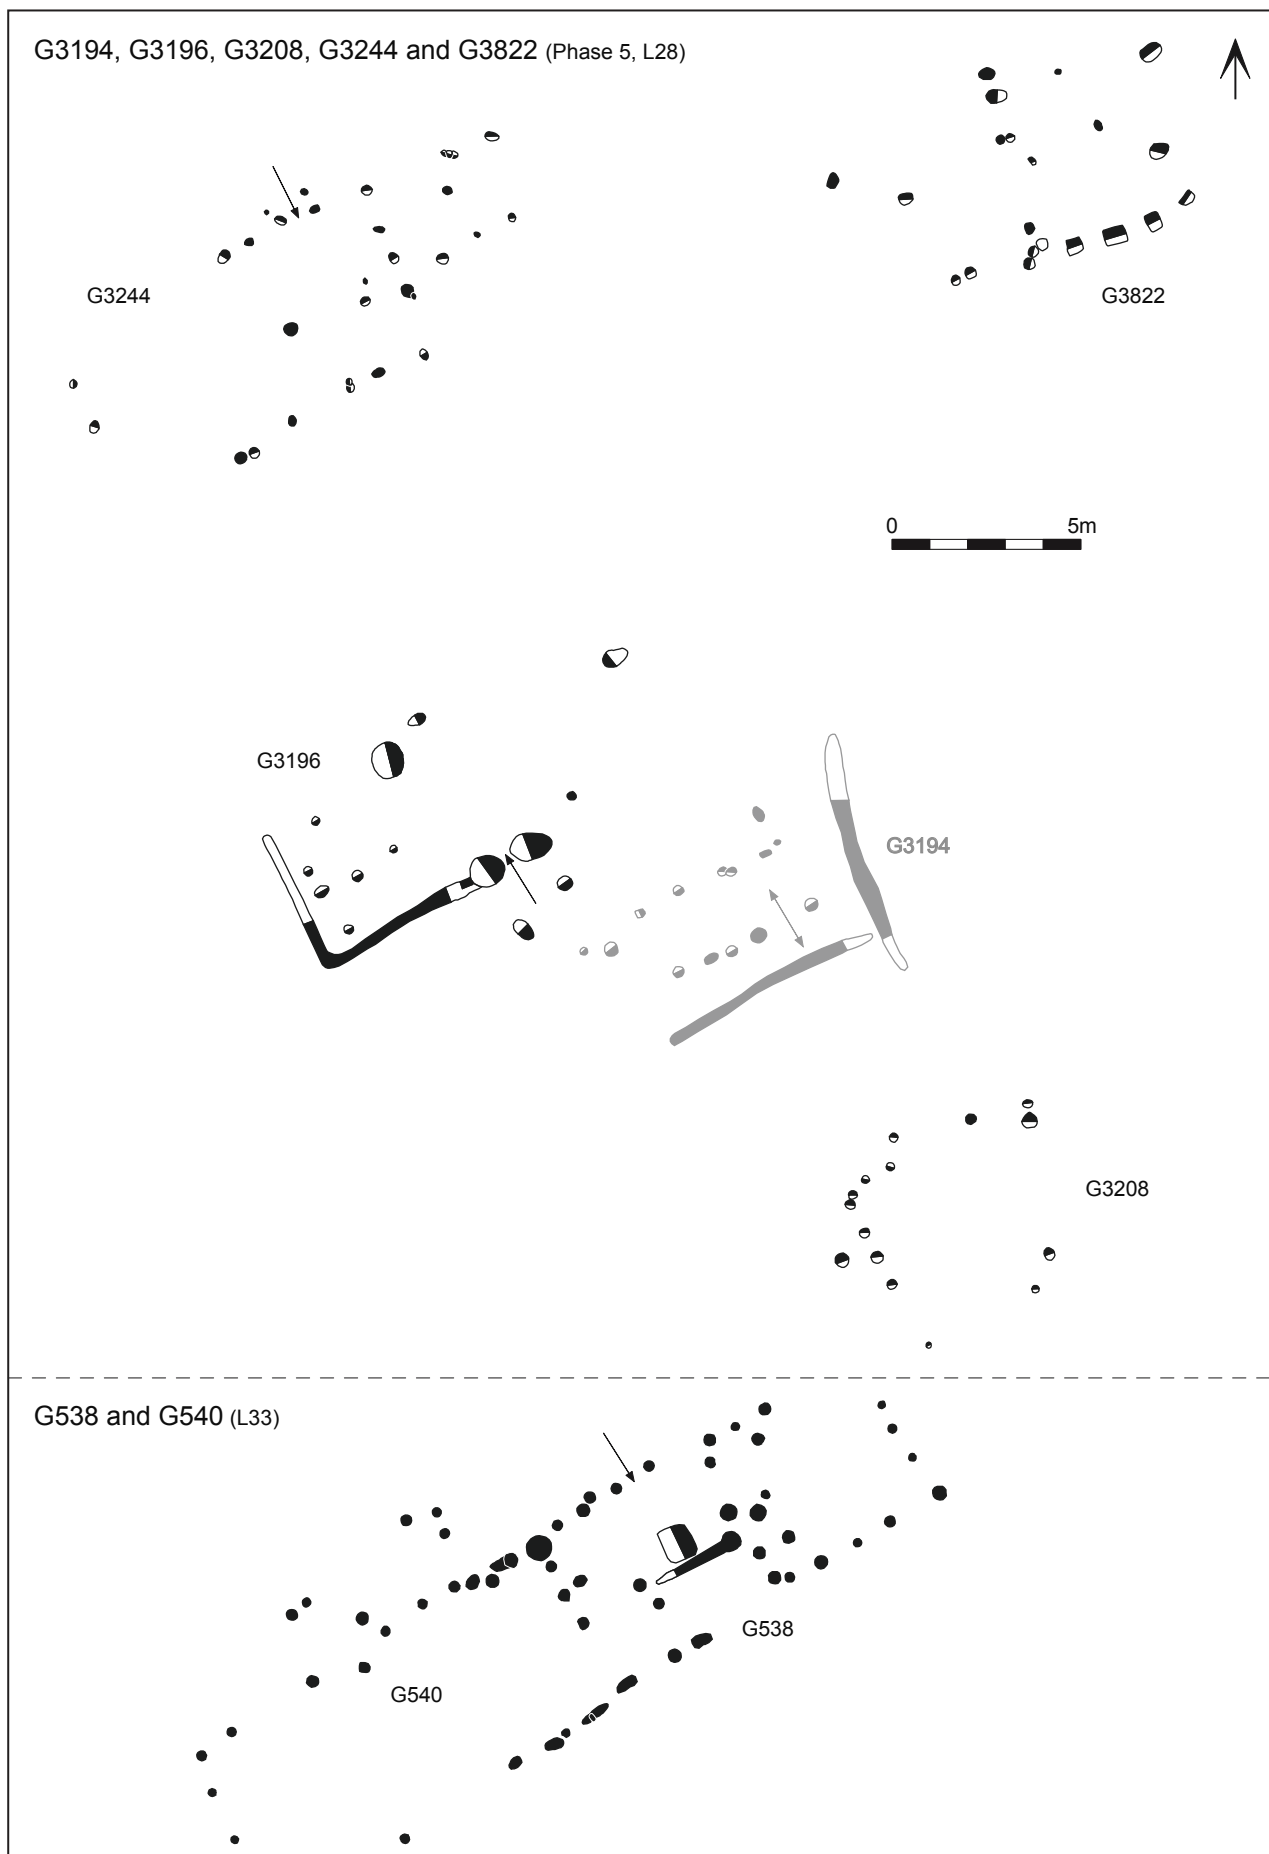 G3194, G3196, G3208, G3244 and G3822 (Phase 5, L28)
G3244
G3822
0 5m
G3196
G3194
G3208
G538 and G540 (L33)
G538
G540